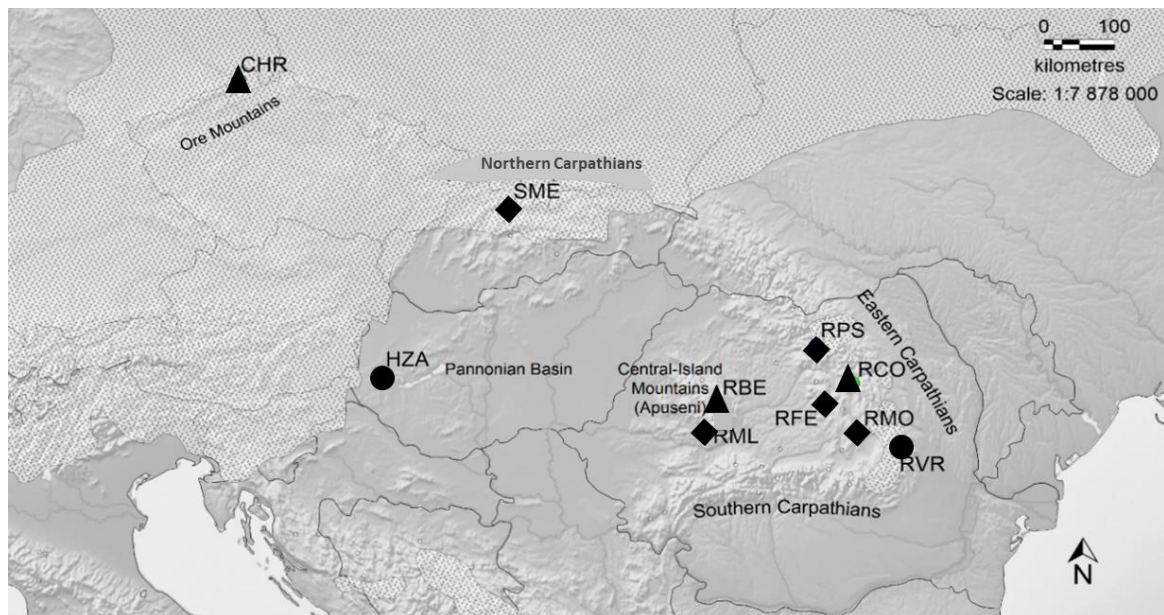 0 100
kilometres
Scale: 1:7 878 000
CHR
Ore Mountains
Northern Carpathians
SME
Eastern Carpathians
RPS
HZA
Pannonian Basin
Central-Island
Mountains
(Apuseni)
RBE
RCO
RFE
RMO
RML
RVR
Southern Carpathians
N